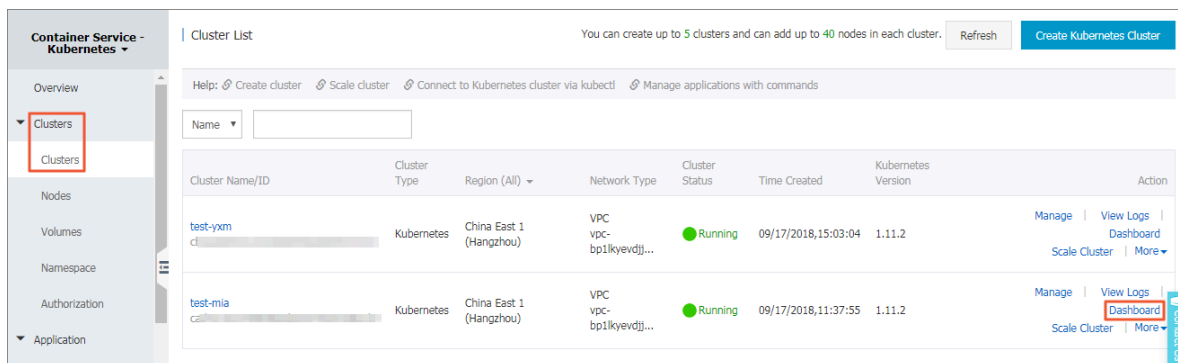 Container Service -
Kubernetes
Overview
Clusters
Clusters
Nodes
Volumes
Namespace
Authorization
Application
Cluster List
You can create up to 5 clusters and can add up to 40 nodes in each cluster.
Refresh
Create Kubernetes Cluster
Help: Create cluster Scale cluster Connect to Kubernetes cluster via kubectl Manage applications with commands
Name
Cluster Name/ID Cluster Type Region (All) Network Type Cluster Status Time Created Kubernetes Version Action
test-yxm
Kubernetes
China East 1
(Hangzhou)
VPC
vpc-
bp1lkyevdjj...
Running
09/17/2018,15:03:04
1.11.2
Manage | View Logs |
Dashboard
Scale Cluster | More
test-mia
Kubernetes
China East 1
(Hangzhou)
VPC
vpc-
bp1lkyevdjj...
Running
09/17/2018,11:37:55
1.11.2
Manage | View Logs |
Dashboard
Scale Cluster | More